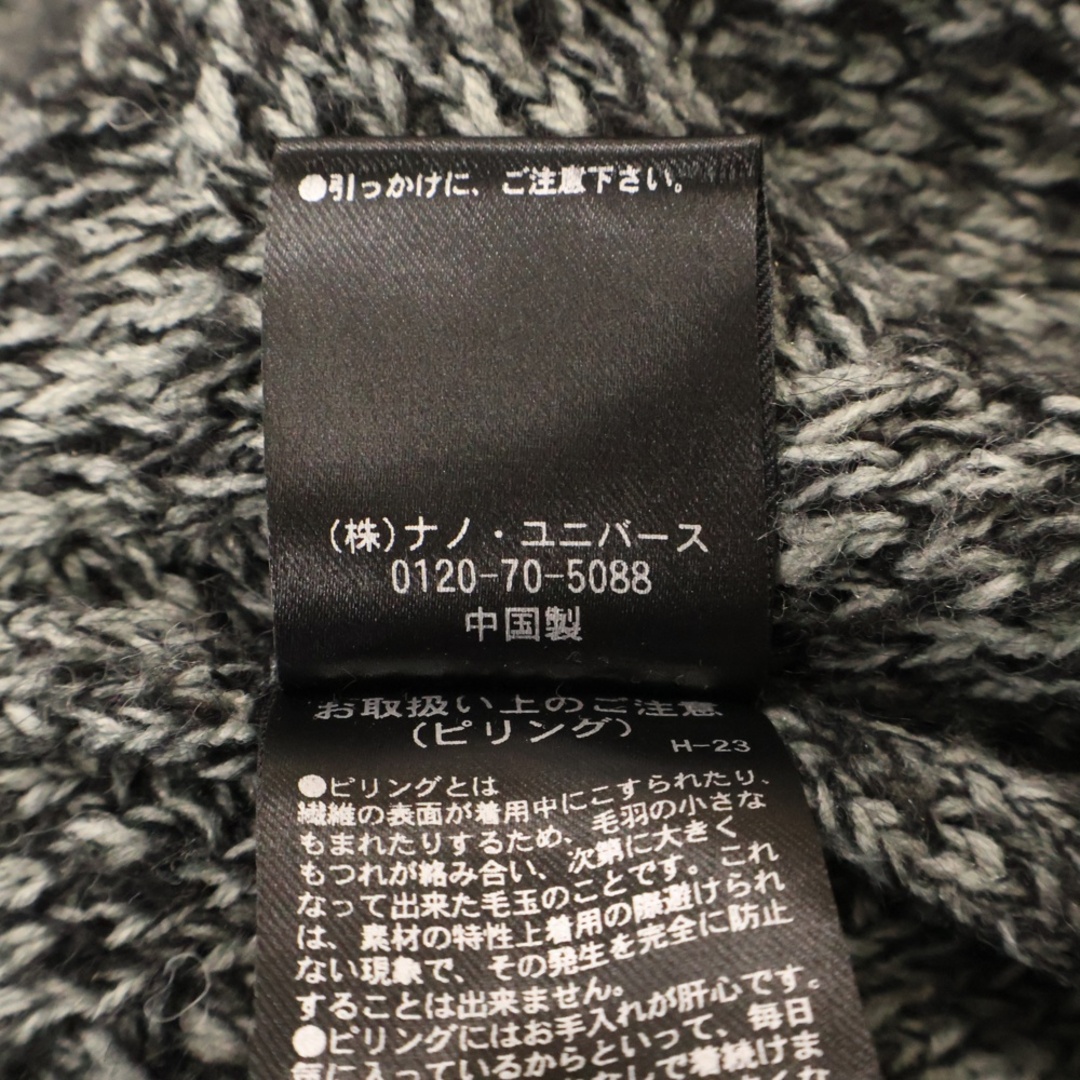 ●引っかけに、ご注意下さい。
(株)ナノ・ユニバース
0120-70-5088
中国製
お取扱い上のご注意
(ピリング)
H-23
●ピリングとは
繊維の表面が着用中にこすられたり、
もまれたりするため、毛羽の小さな
もつれが絡み合い、次第に大きく
なって出来た毛玉のことです。これ
は、素材の特性上着用の際避けられ
ない現象で、その発生を完全に防止
することは出来ません。
●ピリングにはお手入れが肝心です。
気に入っているからといって、毎日
なしで着続けま